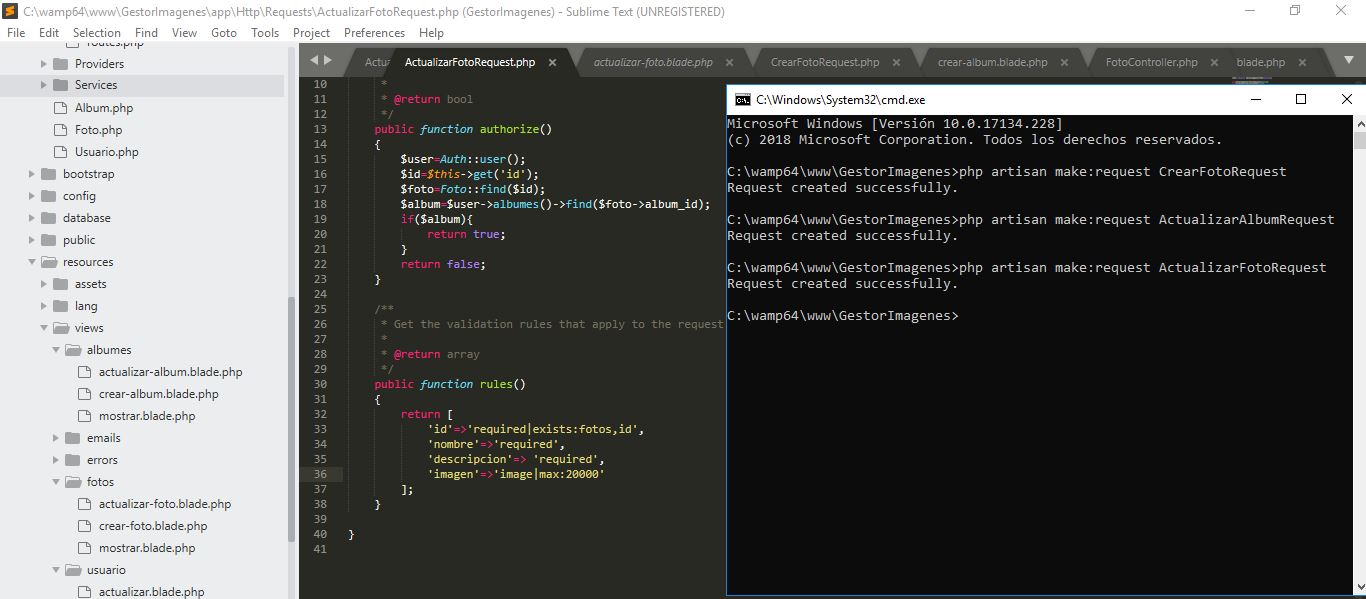 C:\wamp64\www\GestorImagenes\app\Http\Requests\ActualizarFotoRequest.php (GestorImagenes) - Sublime Text (UNREGISTERED)
File Edit Selection Find View Goto Tools Project Preferences Help
routes.php
Providers
Services
Album.php
Foto.php
Usuario.php
bootstrap
config
database
public
resources
assets
lang
views
albumes
actualizar-album.blade.php
crear-album.blade.php
mostrar.blade.php
emails
errors
fotos
actualizar-foto.blade.php
crear-foto.blade.php
mostrar.blade.php
usuario
actualizar.blade.php
Actua ActualizarFotoRequest.php × actualizar-foto.blade.php × CrearFotoRequest.php × crear-album.blade.php × FotoController.php × blade.php ×
10 *
11 * @return bool
12 */
13 public function authorize()
14 {
15 $user=Auth::user();
16 $id=$this->get('id');
17 $foto=Foto::find($id);
18 $album=$user->albumes()->find($foto->album_id);
19 if($album){
20 return true;
21 }
22 return false;
23 }
24
25 /**
26 * Get the validation rules that apply to the request
27 *
28 * @return array
29 */
30 public function rules()
31 {
32 return [
33 'id'=>'required|exists:fotos,id',
34 'nombre'=>'required',
35 'descripcion'=> 'required',
36 'imagen'=>'image|max:20000'
37 ];
38 }
39
40 }
41
C:\Windows\System32\cmd.exe
Microsoft Windows [Versión 10.0.17134.228]
(c) 2018 Microsoft Corporation. Todos los derechos reservados.
C:\wamp64\www\GestorImagenes>php artisan make:request CrearFotoRequest
Request created successfully.
C:\wamp64\www\GestorImagenes>php artisan make:request ActualizarAlbumRequest
Request created successfully.
C:\wamp64\www\GestorImagenes>php artisan make:request ActualizarFotoRequest
Request created successfully.
C:\wamp64\www\GestorImagenes>